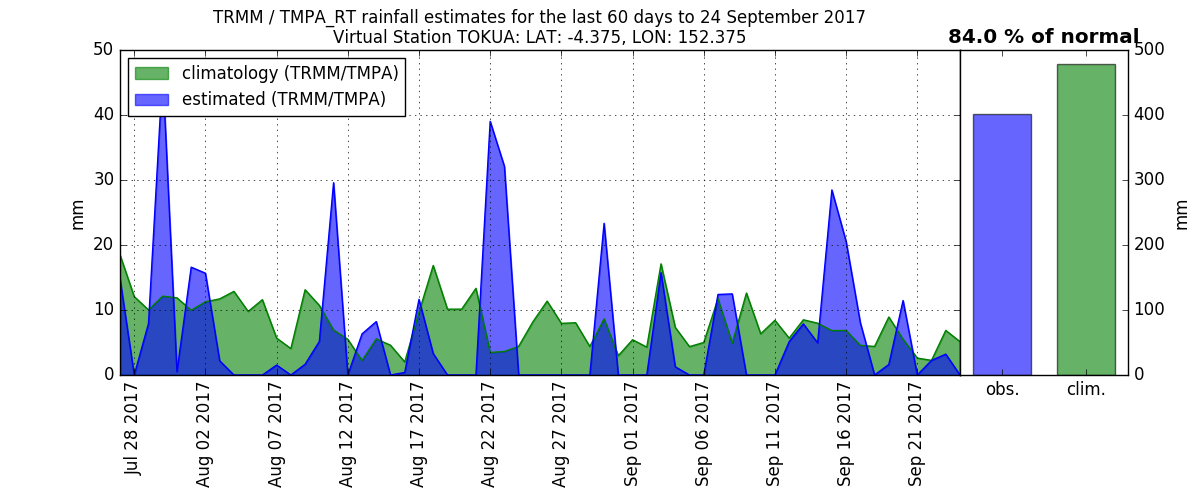 TRMM / TMPA_RT rainfall estimates for the last 60 days to 24 September 2017
Virtual Station TOKUA: LAT: -4.375, LON: 152.375
84.0 % of normal
climatology (TRMM/TMPA)
estimated (TRMM/TMPA)
50
40
30
20
10
0
mm
500
400
300
200
100
0
mm
obs.
clim.
Jul 28 2017
Aug 02 2017
Aug 07 2017
Aug 12 2017
Aug 17 2017
Aug 22 2017
Aug 27 2017
Sep 01 2017
Sep 06 2017
Sep 11 2017
Sep 16 2017
Sep 21 2017